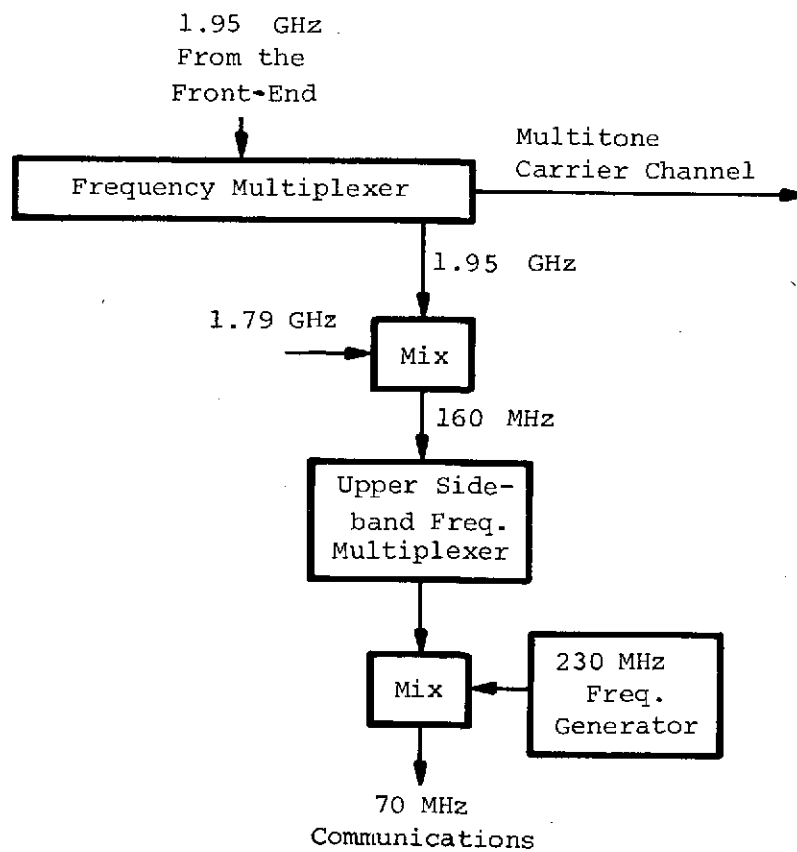 1.95 GHz
From the
Front-End
Multitone
Carrier Channel
Frequency Multiplexer
1.95 GHz
1.79 GHz
Mix
160 MHz
Upper Side-
band Freq.
Multiplexer
Mix
230 MHz
Freq.
Generator
70 MHz
Communications